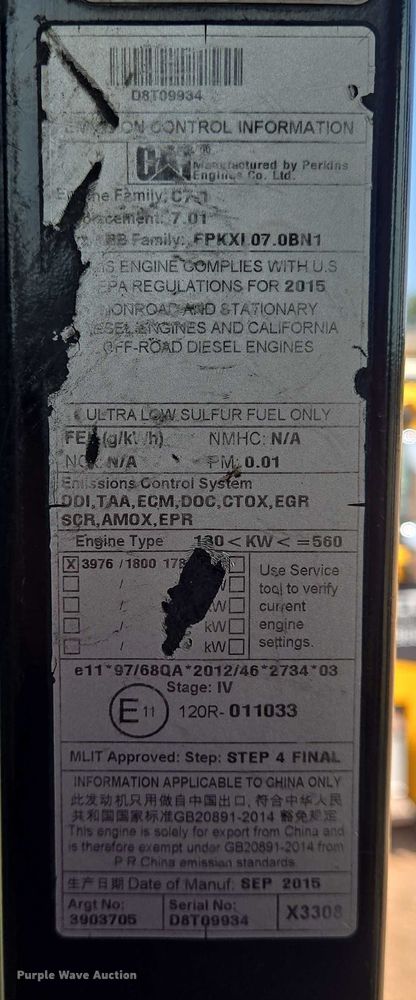 D8T09934
EMISSION CONTROL INFORMATION
CAT Manufactured by Perkins
Engines Co. Ltd.
Engine Family: C7.1
7.01
Family: FPKXL07.0BN1
ENGINE COMPLIES WITH U.S
EPA REGULATIONS FOR 2015
NONROAD AND STATIONARY
ENGINES AND CALIFORNIA
OFF-ROAD DIESEL ENGINES
ULTRA LOW SULFUR FUEL ONLY
NMHC: N/A
N/A PM: 0.01
Emissions Control System
DDI,TAA,ECM,DOC,CTOX,EGR
SCR,AMOX,EPR
Engine Type 130 < KW < =560
X 3976 / 1800
/
/
/ kW
/ kW
Use Service
tool to verify
current
engine
settings.
e11*97/68QA*2012/46*2734*03
Stage: IV
E 11 120R- 011033
MLIT Approved: Step: STEP 4 FINAL
INFORMATION APPLICABLE TO CHINA ONLY
此发动机只用做自中国出口, 符合中华人民
共和国国家标准GB20891-2014 豁免规定
This engine is solely for export from China and
is therefore exempt under GB20891-2014 from
P R China emission standards.
生产日期 Date of Manuf: SEP 2015
Argt No:
3903705
Serial No:
D8T09934
X3308
Purple Wave Auction